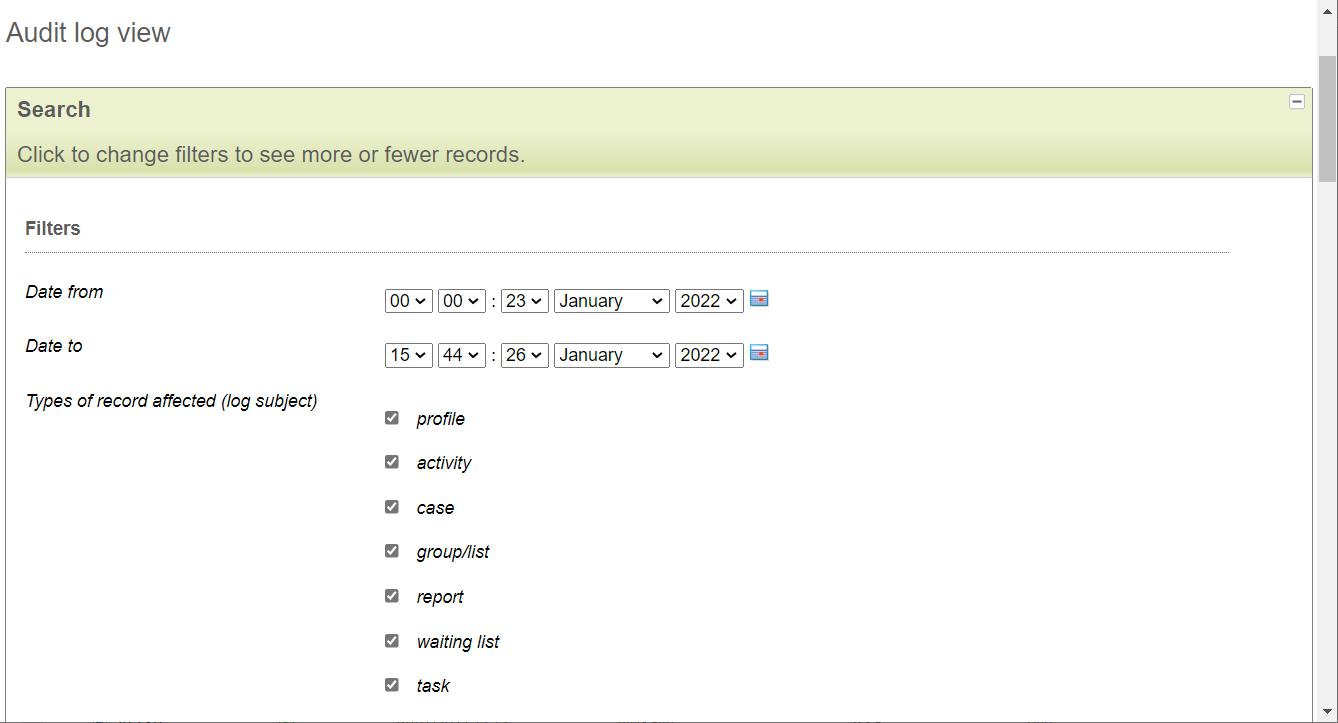 Audit log view
Search
Click to change filters to see more or fewer records.
Filters
Date from 00 00 : 23 January 2022
Date to 15 44 : 26 January 2022
Types of record affected (log subject)
profile
activity
case
group/list
report
waiting list
task